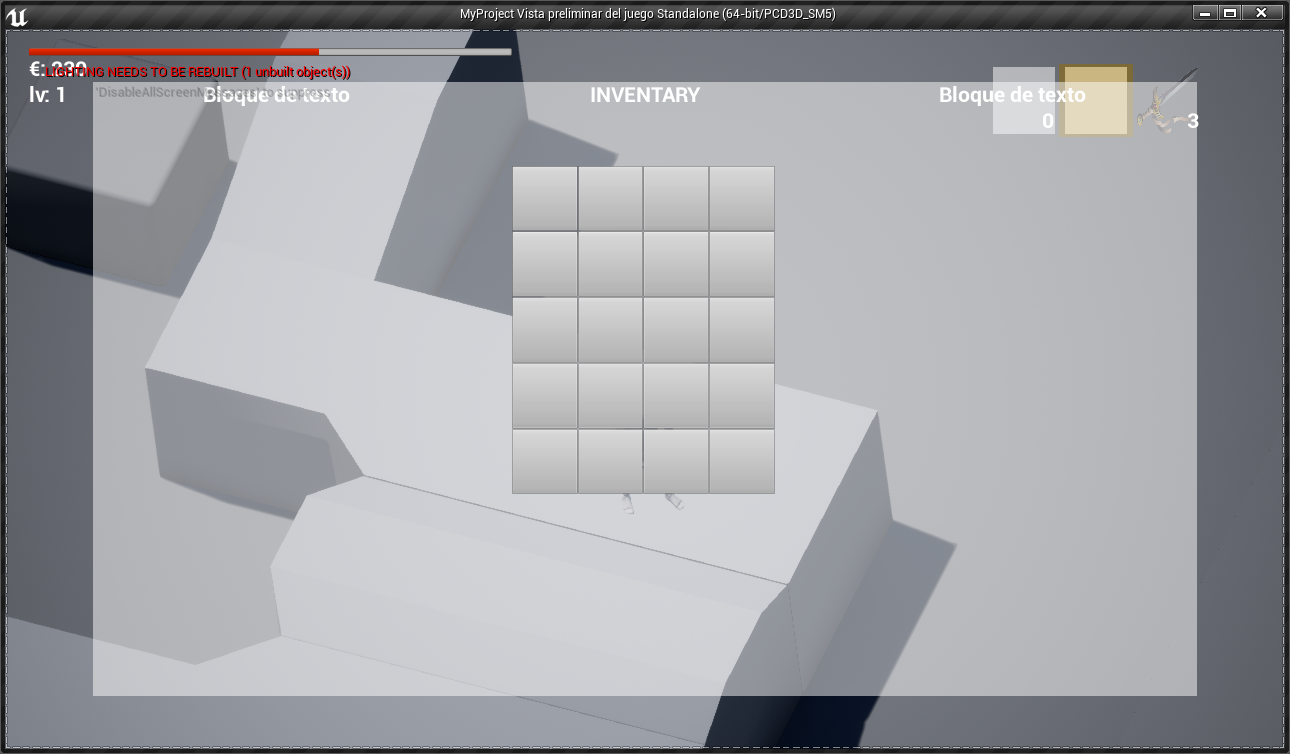 MyProject Vista preliminar del juego Standalone (64-bit/PCD3D_SM5)
€: 230
LIGHTING NEEDS TO BE REBUILT (1 unbuilt object(s))
lv: 1
Bloque de texto
INVENTARY
Bloque de texto
0
3